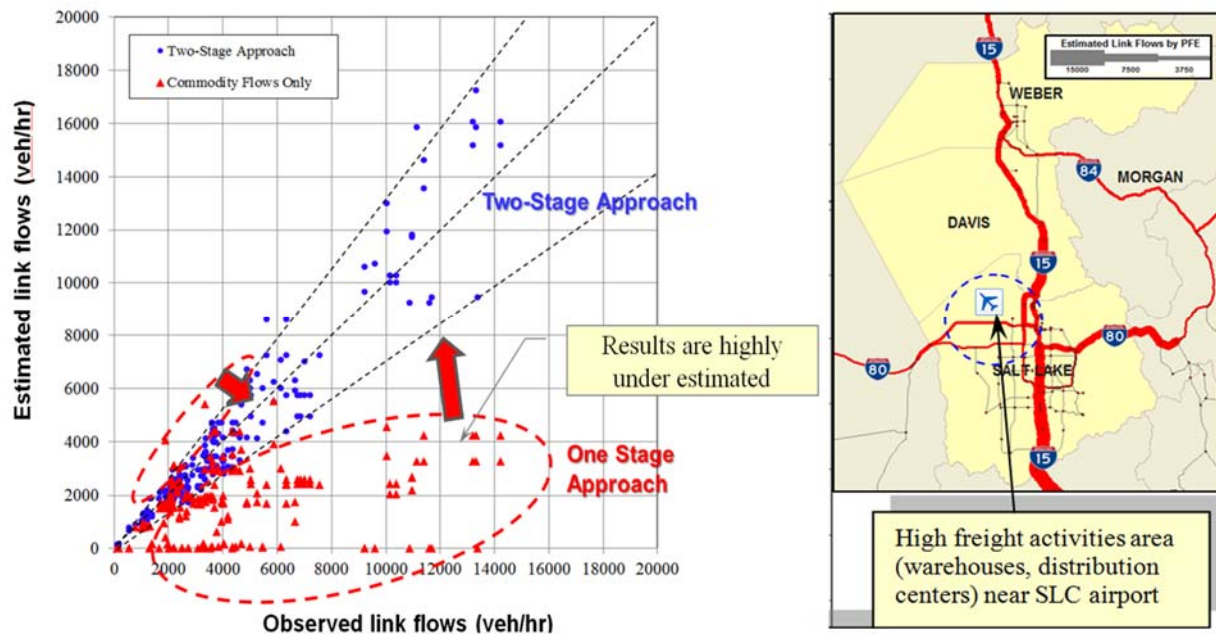 20000
18000
16000
14000
12000
10000
8000
6000
4000
2000
0
Estimated link flows (veh/hr)
Two-Stage Approach
Commodity Flows Only
Two-Stage Approach
Results are highly
under estimated
One Stage
Approach
0 2000 4000 6000 8000 10000 12000 14000 16000 18000 20000
Observed link flows (veh/hr)
Estimated Link Flows by PFE
15000 7500 3750
15
WEBER
84
MORGAN
DAVIS
15
80
80
SALT LAKE
15
High freight activities area
(warehouses, distribution
centers) near SLC airport